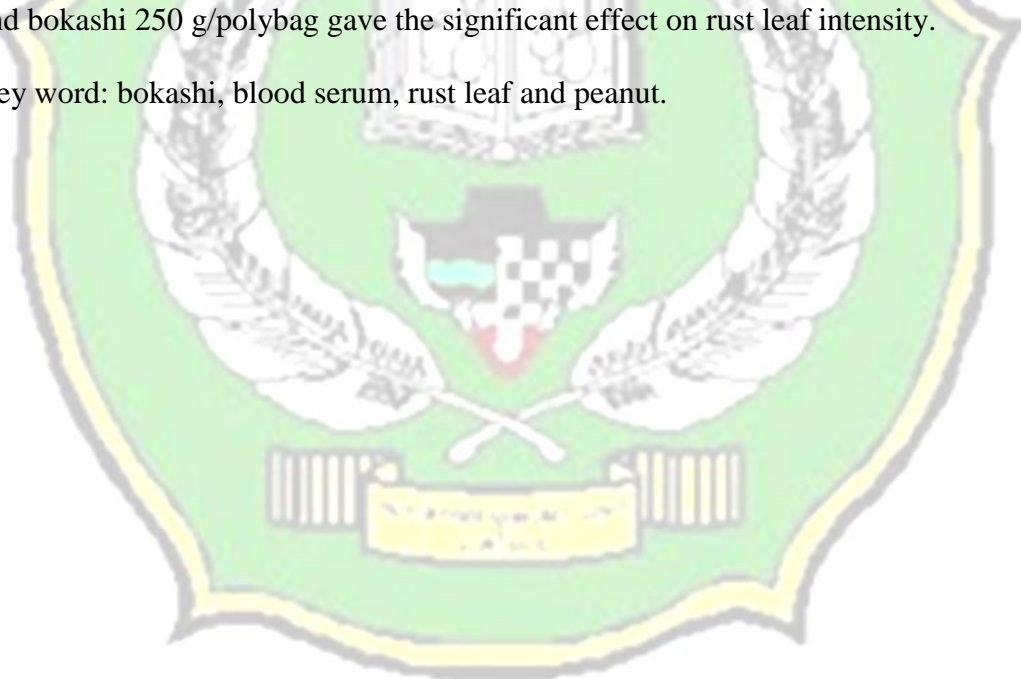 nd bokashi 250 g/polybag gave the significant effect on rust leaf intensity.
ey word: bokashi, blood serum, rust leaf and peanut.